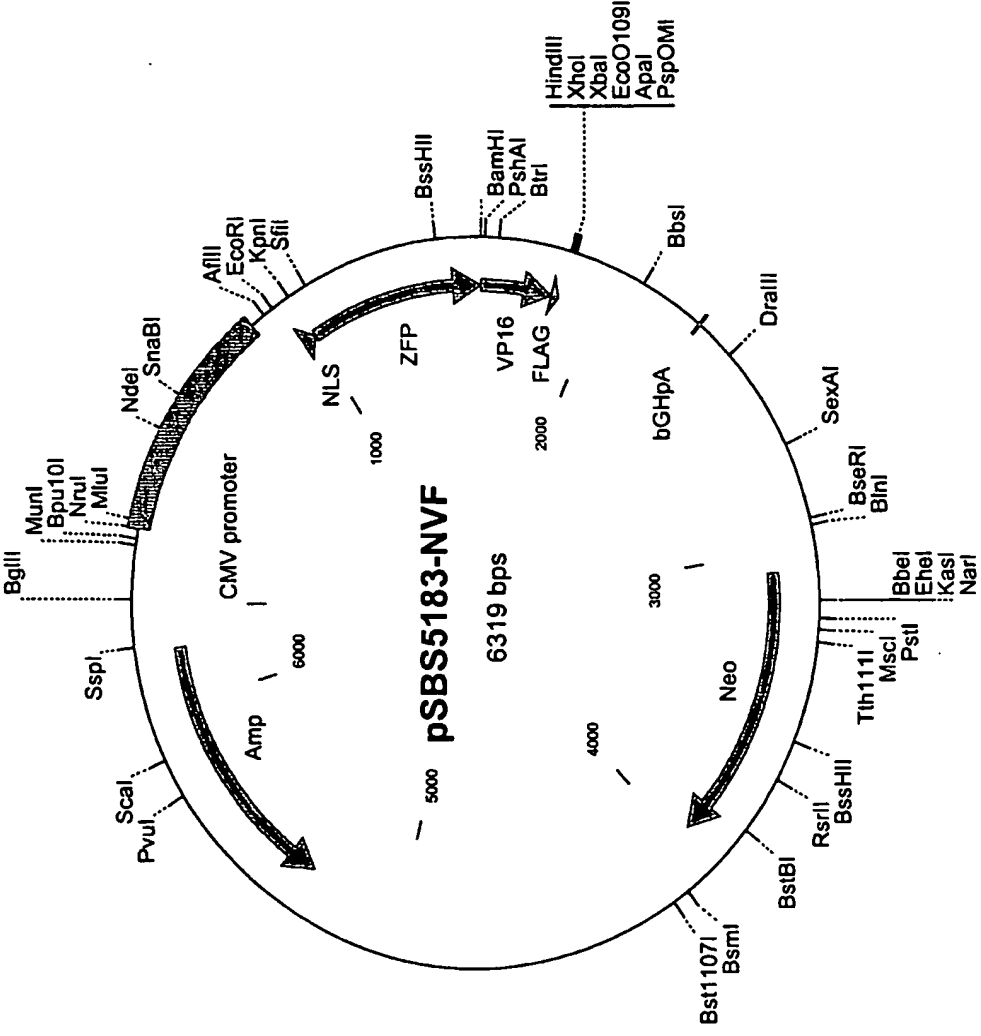 BglII
MunI
Bpu10I
NruI
MluI
NdeI
SnaBI
AflII
EcoRI
KpnI
SfiI
BssHII
BamHI
PshAI
BtrI
HindIII
XhoI
XbaI
EcoO109I
ApaI
PspOMI
BbsI
DraIII
SexAI
BseRI
BlnI
BbeI
EheI
KasI
NarI
PstI
MscI
Tth111I
BssHII
RsrII
BstBI
BsmI
Bst1107I
PvuI
ScaI
SspI
CMV promoter
NLS
ZFP
VP16
FLAG
bGHpA
Neo
Amp
1000
2000
3000
4000
5000
6000
pSBS5183-NVF
6319 bps